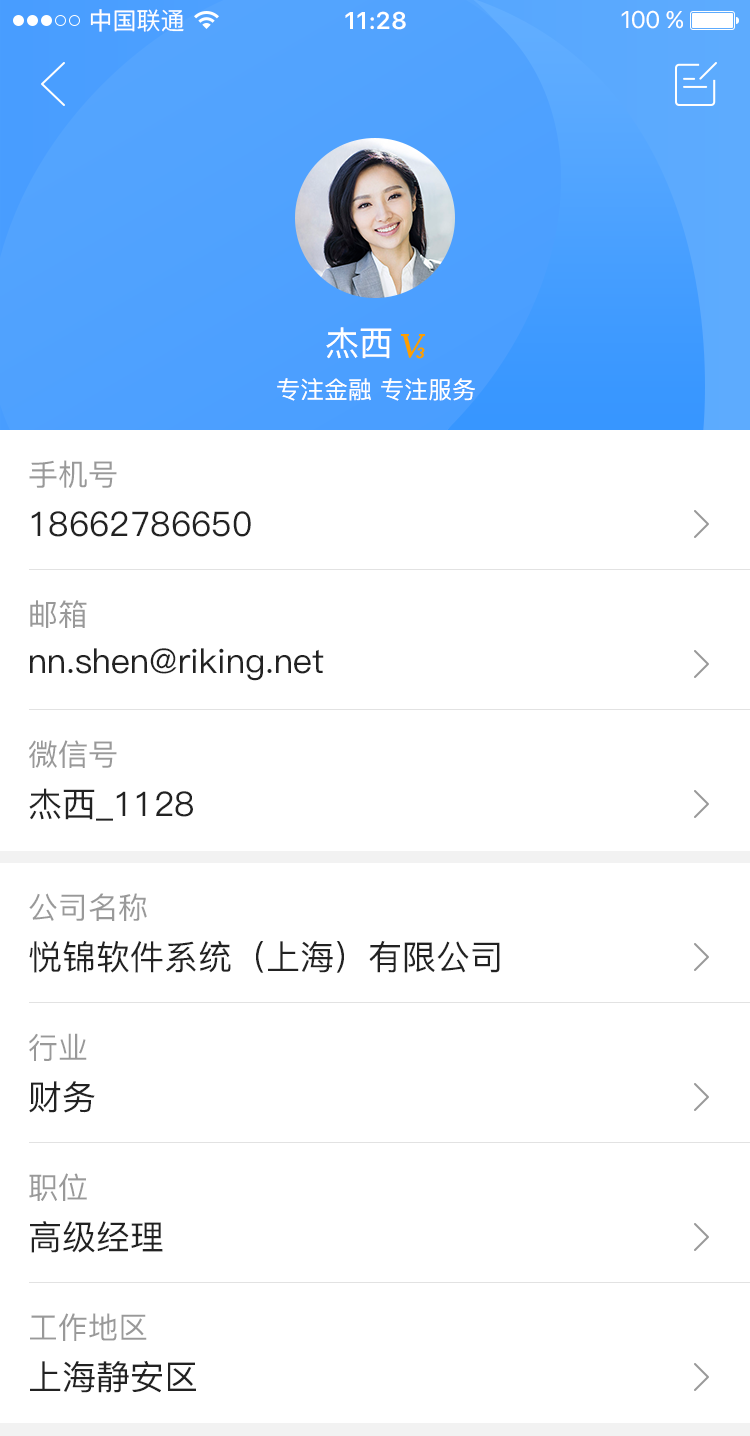 中国联通 11:28 100 %
杰西 V3
专注金融 专注服务
手机号
18662786650
邮箱
nn.shen@riking.net
微信号
杰西_1128
公司名称
悦锦软件系统（上海）有限公司
行业
财务
职位
高级经理
工作地区
上海静安区